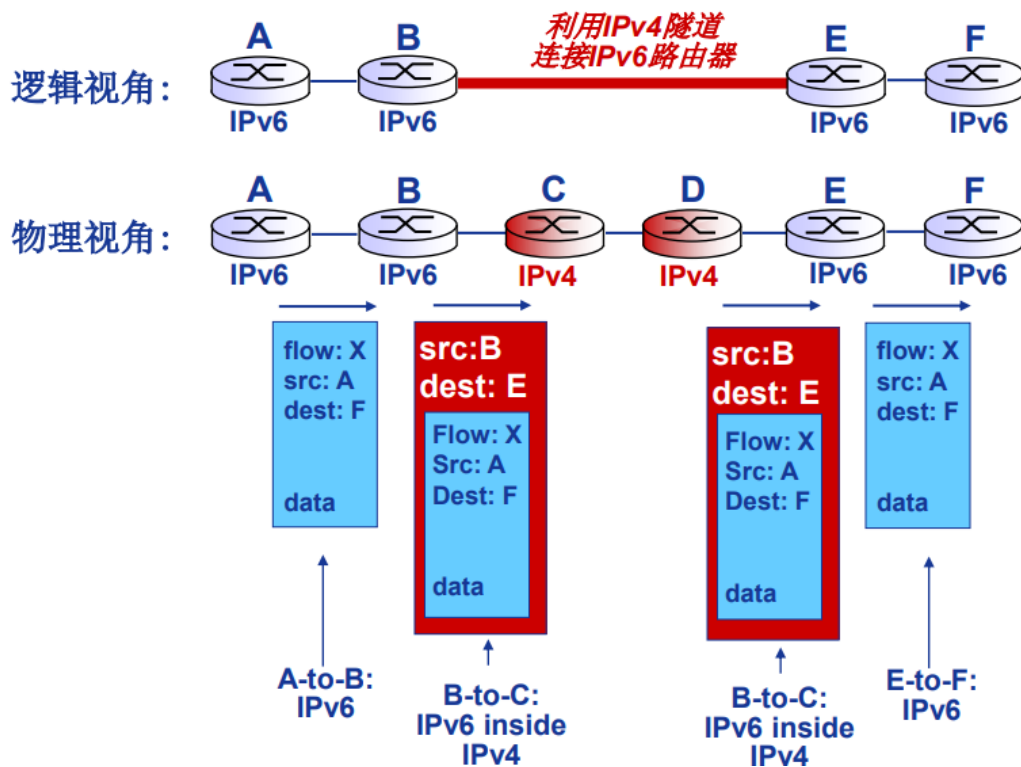 利用IPv4隧道
连接IPv6路由器
A
B
E
F
逻辑视角:
IPv6
IPv6
IPv6
IPv6
A
B
C
D
E
F
物理视角:
IPv6
IPv6
IPv4
IPv4
IPv6
IPv6
flow: X
src: A
dest: F
data
src:B
dest: E
Flow: X
Src: A
Dest: F
data
src:B
dest: E
Flow: X
Src: A
Dest: F
data
flow: X
src: A
dest: F
data
A-to-B:
IPv6
B-to-C:
IPv6 inside
IPv4
B-to-C:
IPv6 inside
IPv4
E-to-F:
IPv6